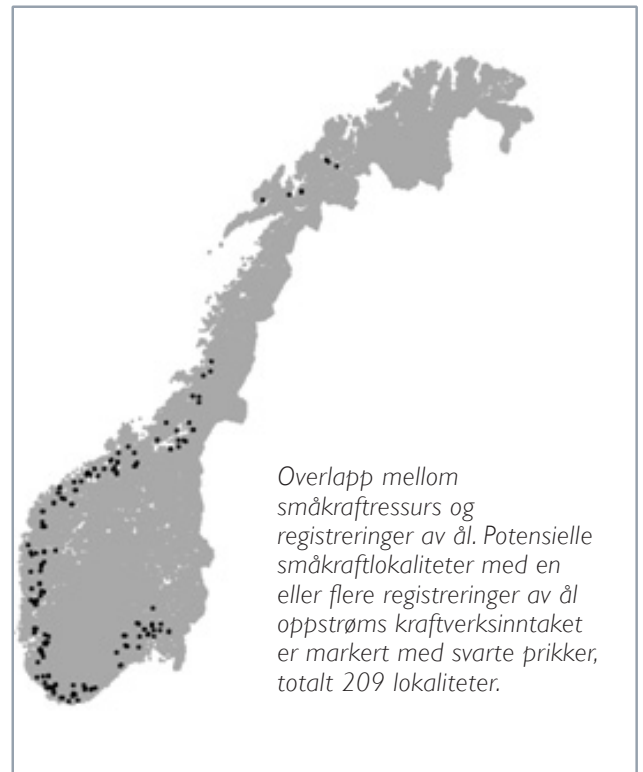 Overlapp mellom
småkraftressurs og
registreringer av ål. Potensielle
småkraftlokaliteter med en
eller flere registreringer av ål
oppstrøms kraftverksinntaket
er markert med svarte prikker,
totalt 209 lokaliteter.